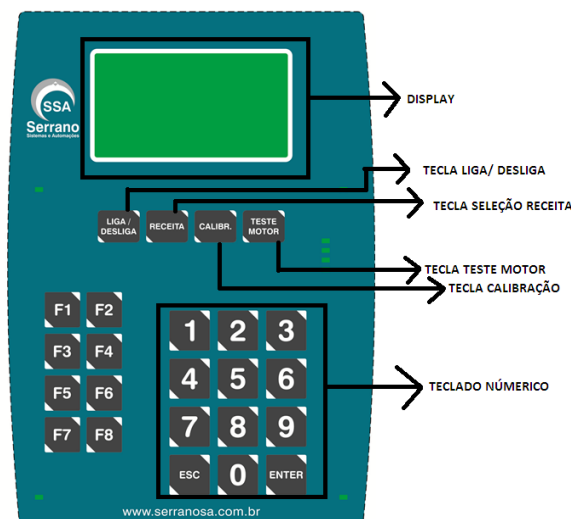 SSA
Serrano
Sistemas e Automações
DISPLAY
TECLA LIGA/ DESLIGA
TECLA SELEÇÃO RECEITA
LIGA /
DESLIGA
RECEITA
CALIBR.
TESTE
MOTOR
TECLA TESTE MOTOR
TECLA CALIBRAÇÃO
F1 F2
F3 F4
F5 F6
F7 F8
1 2 3
4 5 6
7 8 9
ESC 0 ENTER
TECLADO NÚMERICO
www.serranosa.com.br